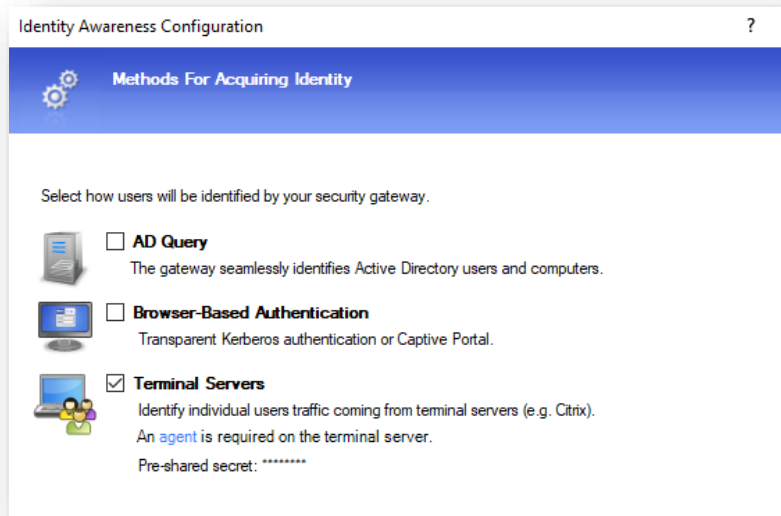 Identity Awareness Configuration ?
Methods For Acquiring Identity
Select how users will be identified by your security gateway.
AD Query
The gateway seamlessly identifies Active Directory users and computers.
Browser-Based Authentication
Transparent Kerberos authentication or Captive Portal.
Terminal Servers
Identify individual users traffic coming from terminal servers (e.g. Citrix).
An agent is required on the terminal server.
Pre-shared secret: ********